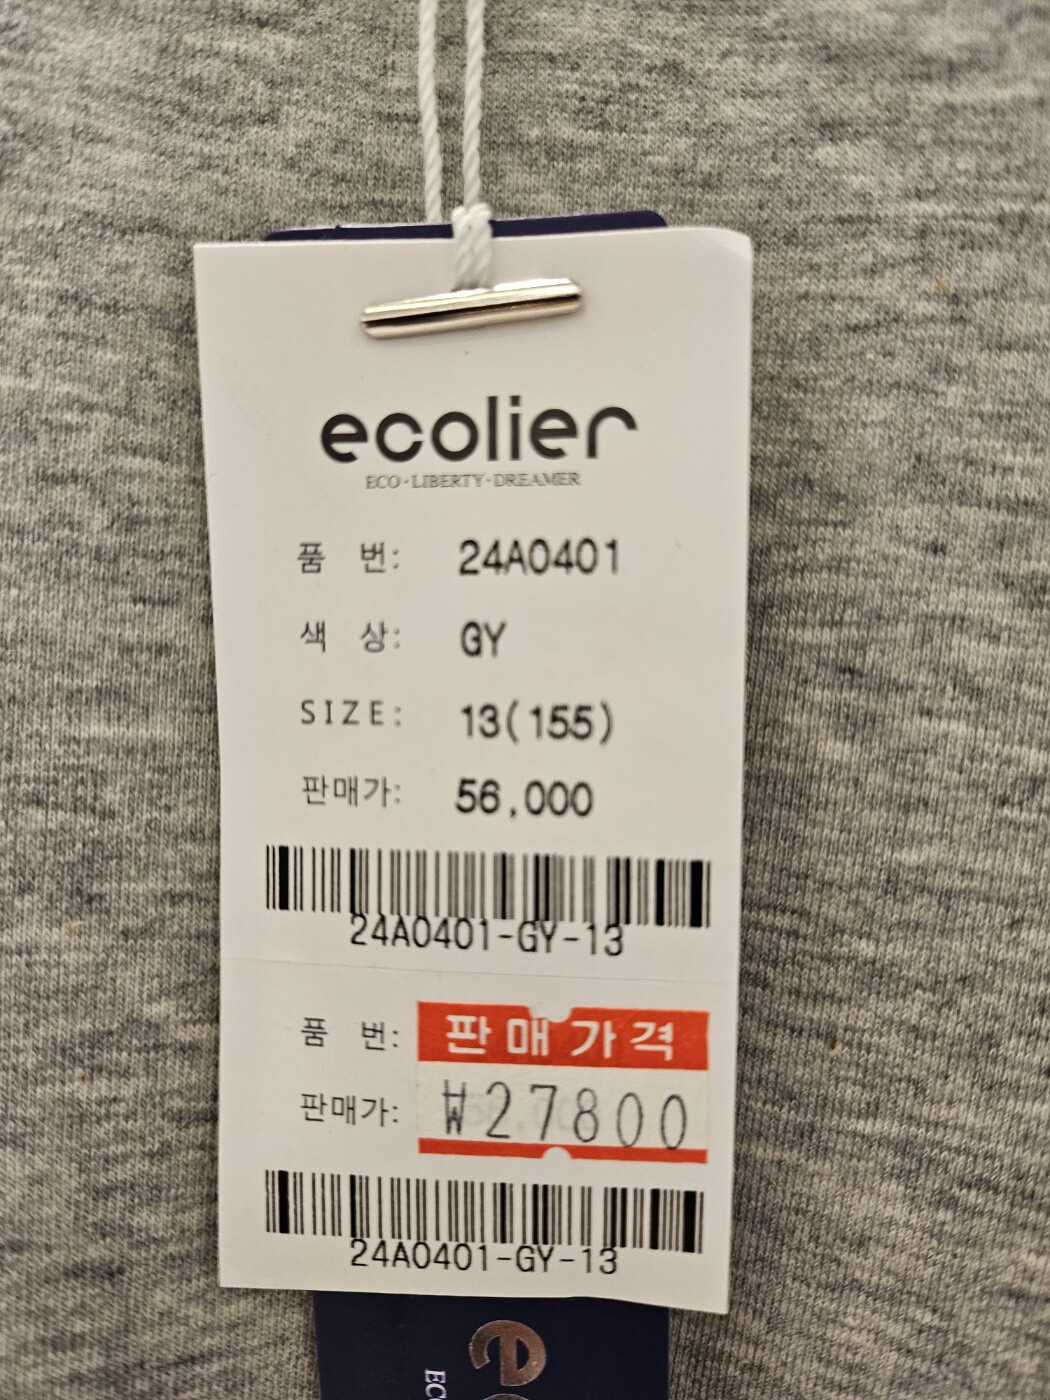 ecolier
ECO·LIBERTY·DREAMER
품 번: 24A0401
색 상: GY
SIZE: 13(155)
판매가: 56,000
24A0401-GY-13
품 번:
판매가격
판매가: ₩27800
24A0401-GY-13
e
EC